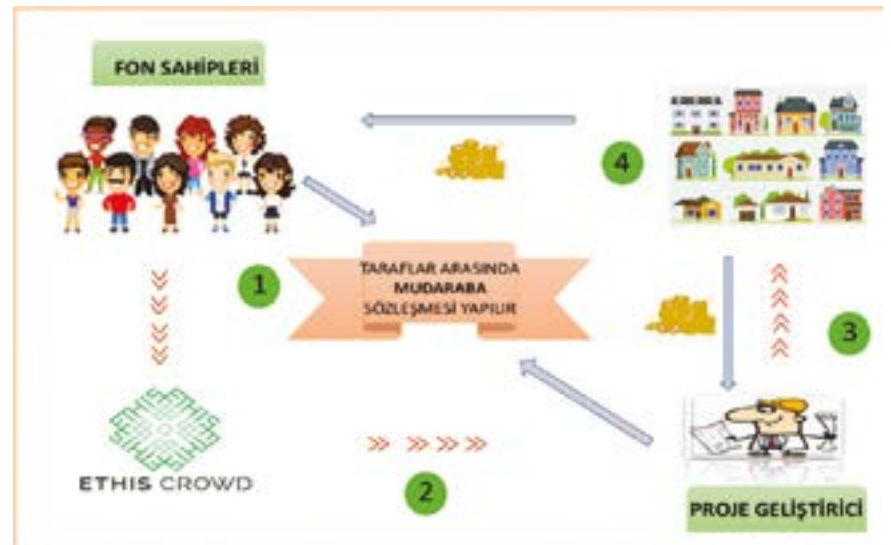 FON SAHİPLERİ
4
1
TARAFLAR ARASINDA
MUDARABA
SÖZLEŞMESİ YAPILIR
3
ETHIS CROWD
2
PROJE GELİŞTİRİCİ